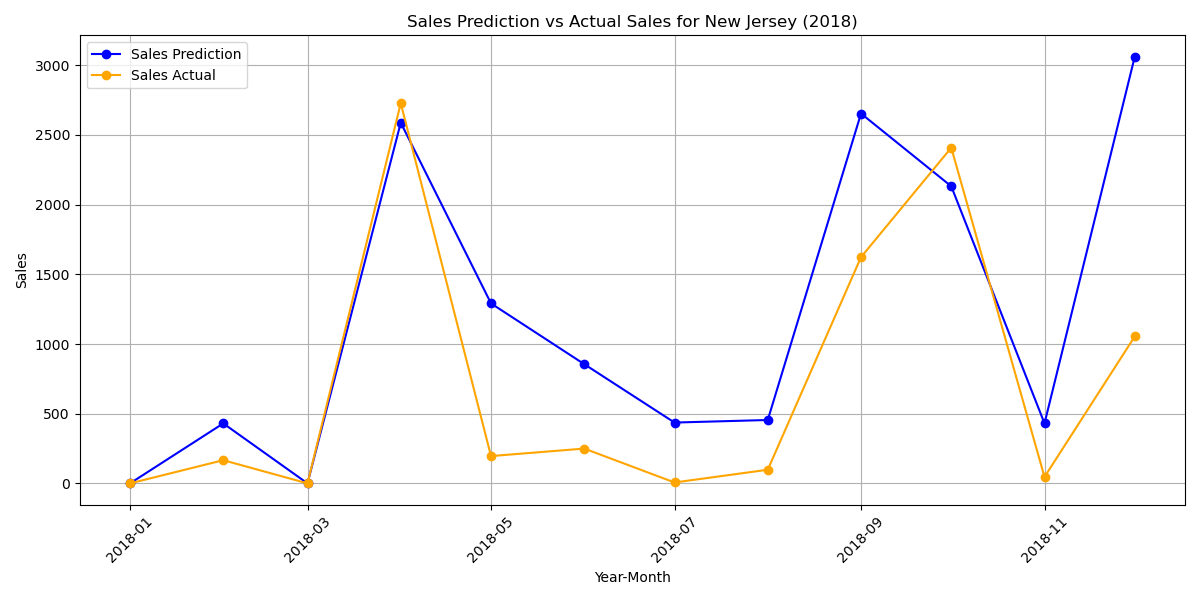 Sales Prediction vs Actual Sales for New Jersey (2018)
Sales Prediction
Sales Actual
3000
2500
2000
1500
1000
500
0
Sales
2018-01
2018-03
2018-05
2018-07
2018-09
2018-11
Year-Month